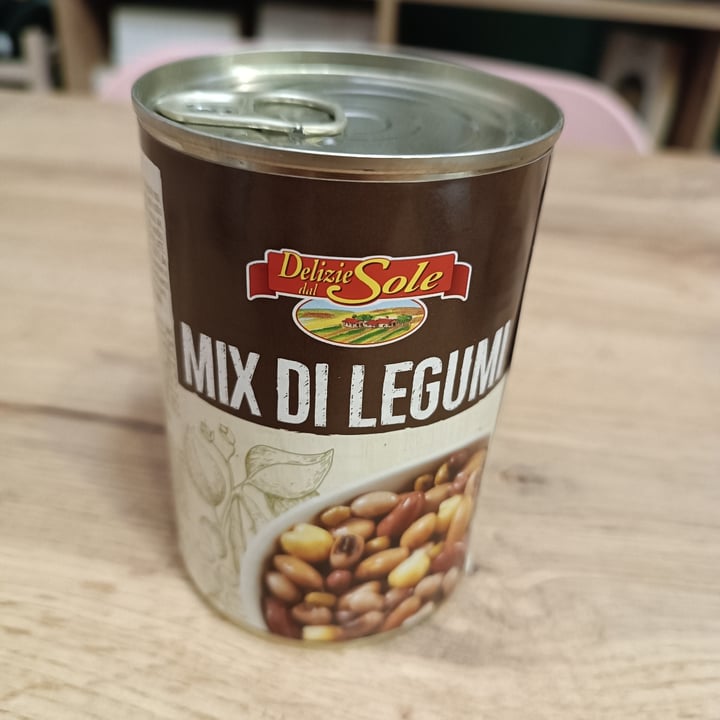 Delizie
dal Sole
MIX DI LEGUMI